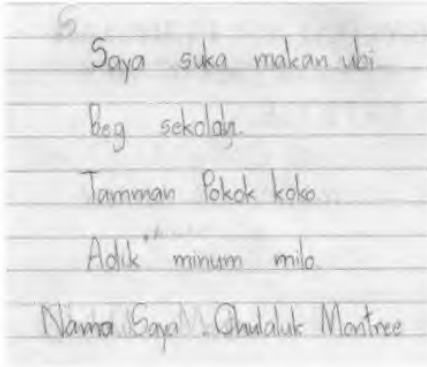 S
Saya suka makan ubi
Beg sekolah.
Tamman Pokok koko
Adik minum milo
Nama Saya Chulaluk Montree